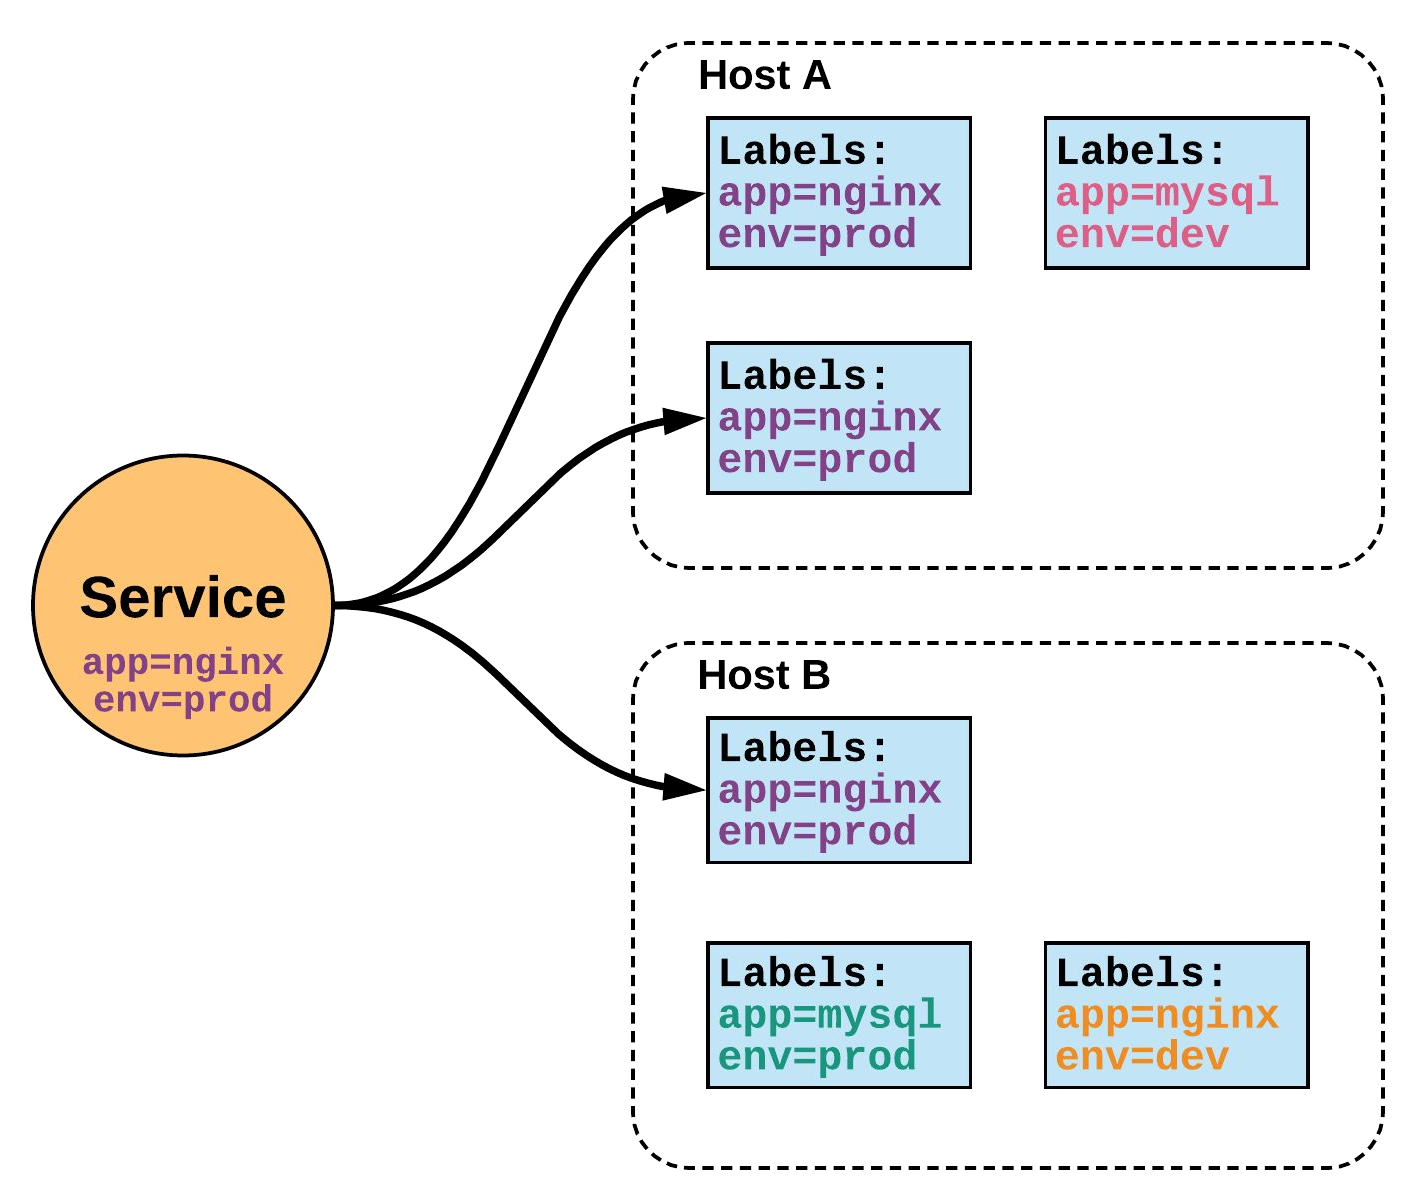 Host A
Labels:
app=nginx
env=prod
Labels:
app=mysql
env=dev
Labels:
app=nginx
env=prod
Service
app=nginx
env=prod
Host B
Labels:
app=nginx
env=prod
Labels:
app=mysql
env=prod
Labels:
app=nginx
env=dev